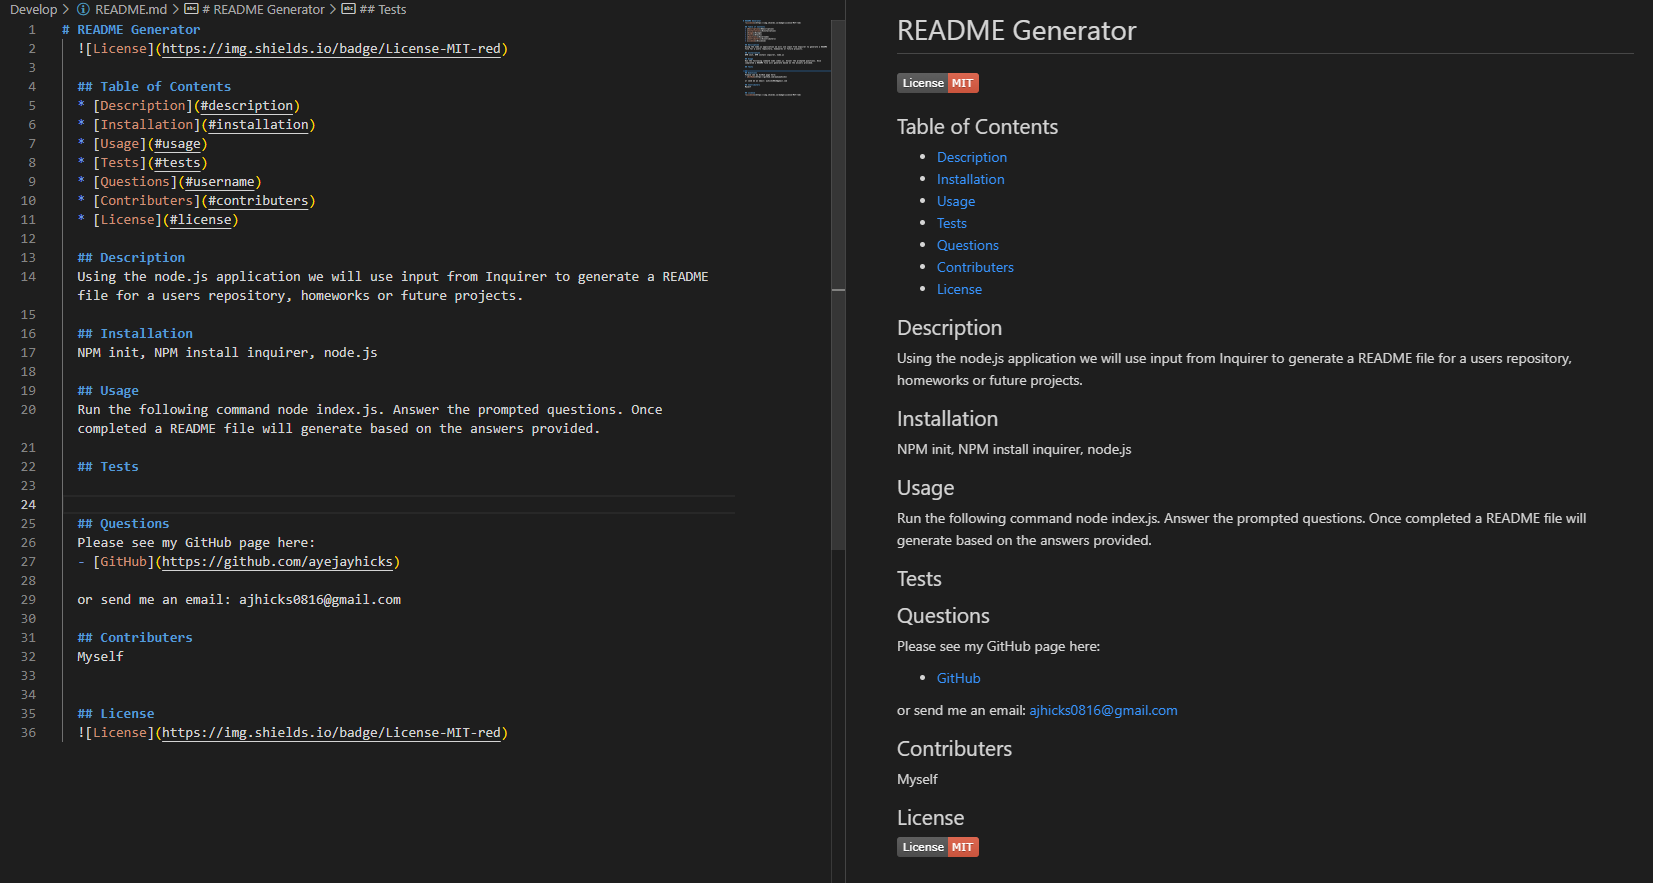 Develop > README.md > # README Generator > ## Tests
1 # README Generator
2 ![License](https://img.shields.io/badge/License-MIT-red)
3
4 ## Table of Contents
5 * [Description](#description)
6 * [Installation](#installation)
7 * [Usage](#usage)
8 * [Tests](#tests)
9 * [Questions](#username)
10 * [Contributers](#contributers)
11 * [License](#license)
12
13 ## Description
14 Using the node.js application we will use input from Inquirer to generate a README
file for a users repository, homeworks or future projects.
15
16 ## Installation
17 NPM init, NPM install inquirer, node.js
18
19 ## Usage
20 Run the following command node index.js. Answer the prompted questions. Once
completed a README file will generate based on the answers provided.
21
22 ## Tests
23
24
25 ## Questions
26 Please see my GitHub page here:
27 - [GitHub](https://github.com/ayejayhicks)
28
29 or send me an email: ajhicks0816@gmail.com
30
31 ## Contributers
32 Myself
33
34
35 ## License
36 ![License](https://img.shields.io/badge/License-MIT-red)
README Generator
License MIT
Table of Contents
• Description
• Installation
• Usage
• Tests
• Questions
• Contributers
• License
Description
Using the node.js application we will use input from Inquirer to generate a README file for a users repository,
homeworks or future projects.
Installation
NPM init, NPM install inquirer, node.js
Usage
Run the following command node index.js. Answer the prompted questions. Once completed a README file will
generate based on the answers provided.
Tests
Questions
Please see my GitHub page here:
• GitHub
or send me an email: ajhicks0816@gmail.com
Contributers
Myself
License
License MIT